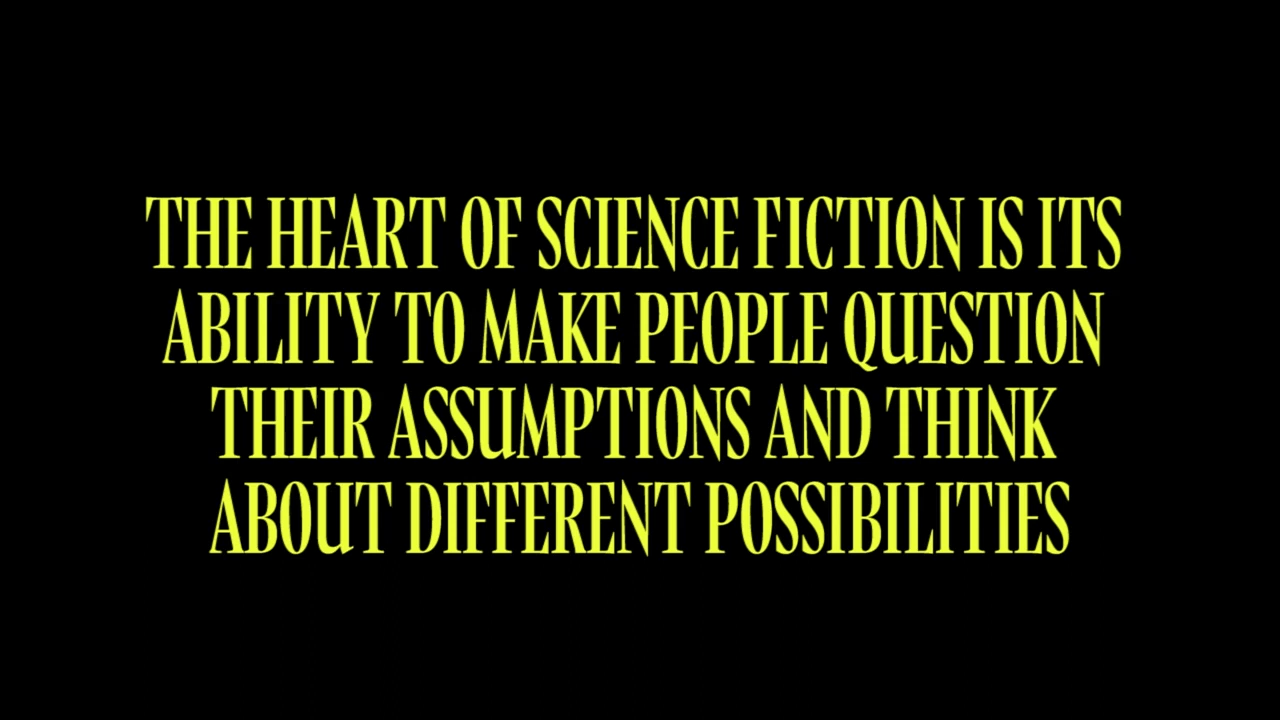 THE HEART OF SCIENCE FICTION IS ITS
ABILITY TO MAKE PEOPLE QUESTION
THEIR ASSUMPTIONS AND THINK
ABOUT DIFFERENT POSSIBILITIES